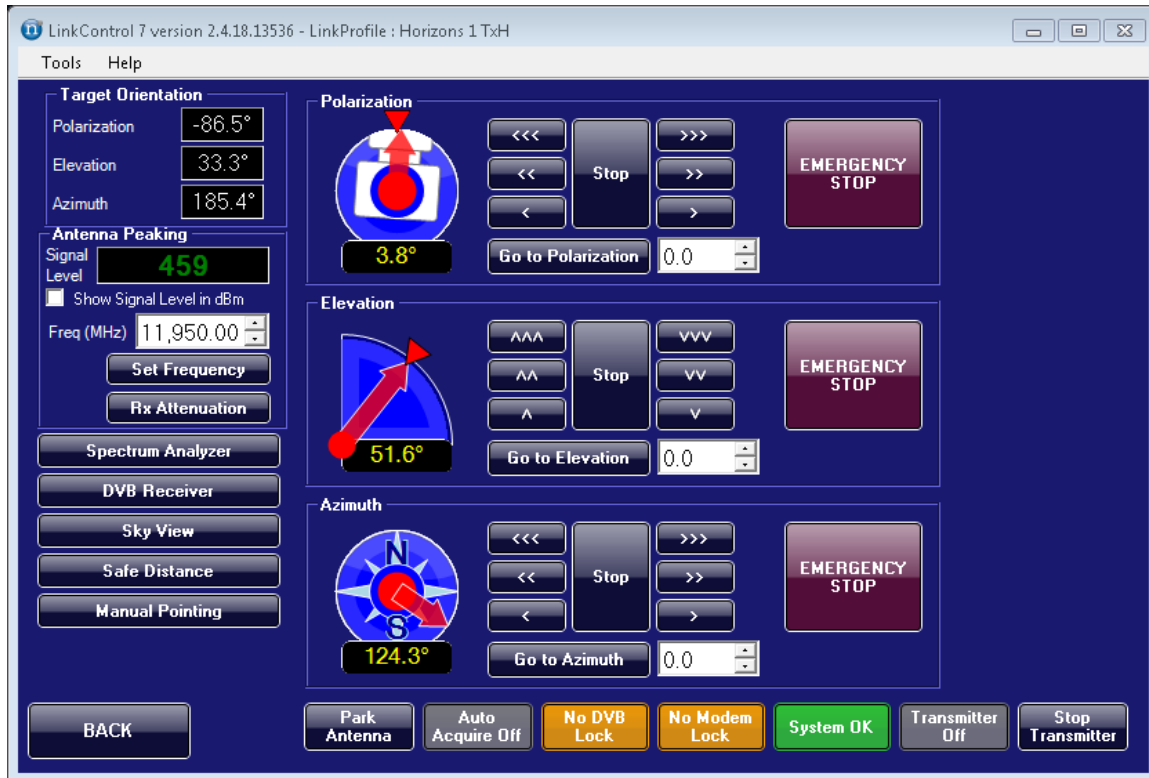 LinkControl 7 version 2.4.18.13536 - LinkProfile : Horizons 1 TxH
Tools Help
Target Orientation
Polarization -86.5°
Elevation 33.3°
Azimuth 185.4°
Antenna Peaking
Signal Level 459
Show Signal Level in dBm
Freq (MHz) 11,950.00
Set Frequency
Rx Attenuation
Spectrum Analyzer
DVB Receiver
Sky View
Safe Distance
Manual Pointing
Polarization
<<< >>>
<< Stop >>
< >
EMERGENCY
STOP
3.8° Go to Polarization 0.0
Elevation
^^^ vvv
^^ Stop vv
^ v
EMERGENCY
STOP
51.6° Go to Elevation 0.0
Azimuth
N
S
<<< >>>
<< Stop >>
< >
EMERGENCY
STOP
124.3° Go to Azimuth 0.0
BACK
Park
Antenna
Auto
Acquire Off
No DVB
Lock
No Modem
Lock
System OK
Transmitter
Off
Stop
Transmitter